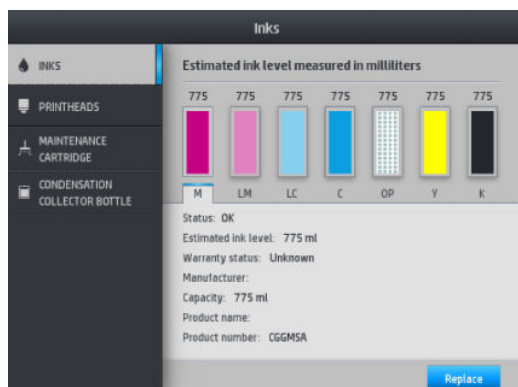 Inks
INKS
PRINTHEADS
MAINTENANCE
CARTRIDGE
CONDENSATION
COLLECTOR BOTTLE
Estimated ink level measured in milliliters
775 775 775 775 775 775 775
M LM LC C OP Y K
Status: OK
Estimated ink level: 775 ml
Warranty status: Unknown
Manufacturer:
Capacity: 775 ml
Product name:
Product number: CGGMSA
Replace